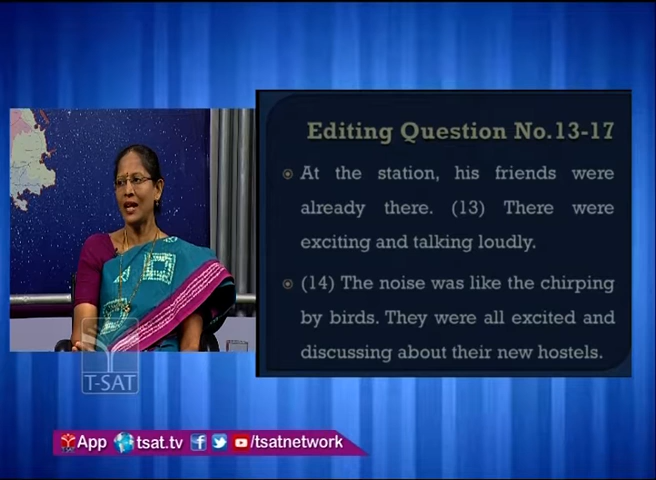 Editing Question No.13-17
At the station, his friends were
already there. (13) There were
exciting and talking loudly.
(14) The noise was like the chirping
by birds. They were all excited and
discussing about their new hostels.
T-SAT
App tsat.tv /tsatnetwork